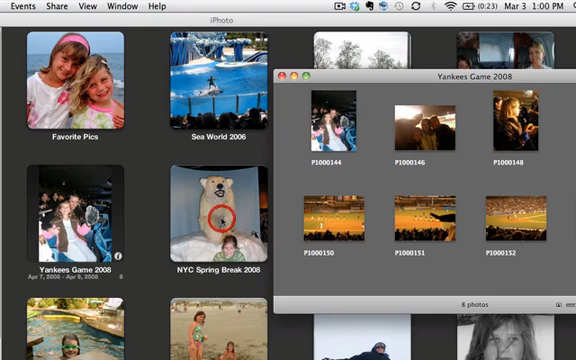 Events Share View Window Help
(0:23) Mar 3 1:00 PM
iPhoto
Favorite Pics
Sea World 2006
Yankees Game 2008
Apr 7, 2008 - Apr 9, 2008 8
NYC Spring Break 2008
Yankees Game 2008
P1000144
P1000146
P1000148
P1000150
P1000151
P1000152
8 photos